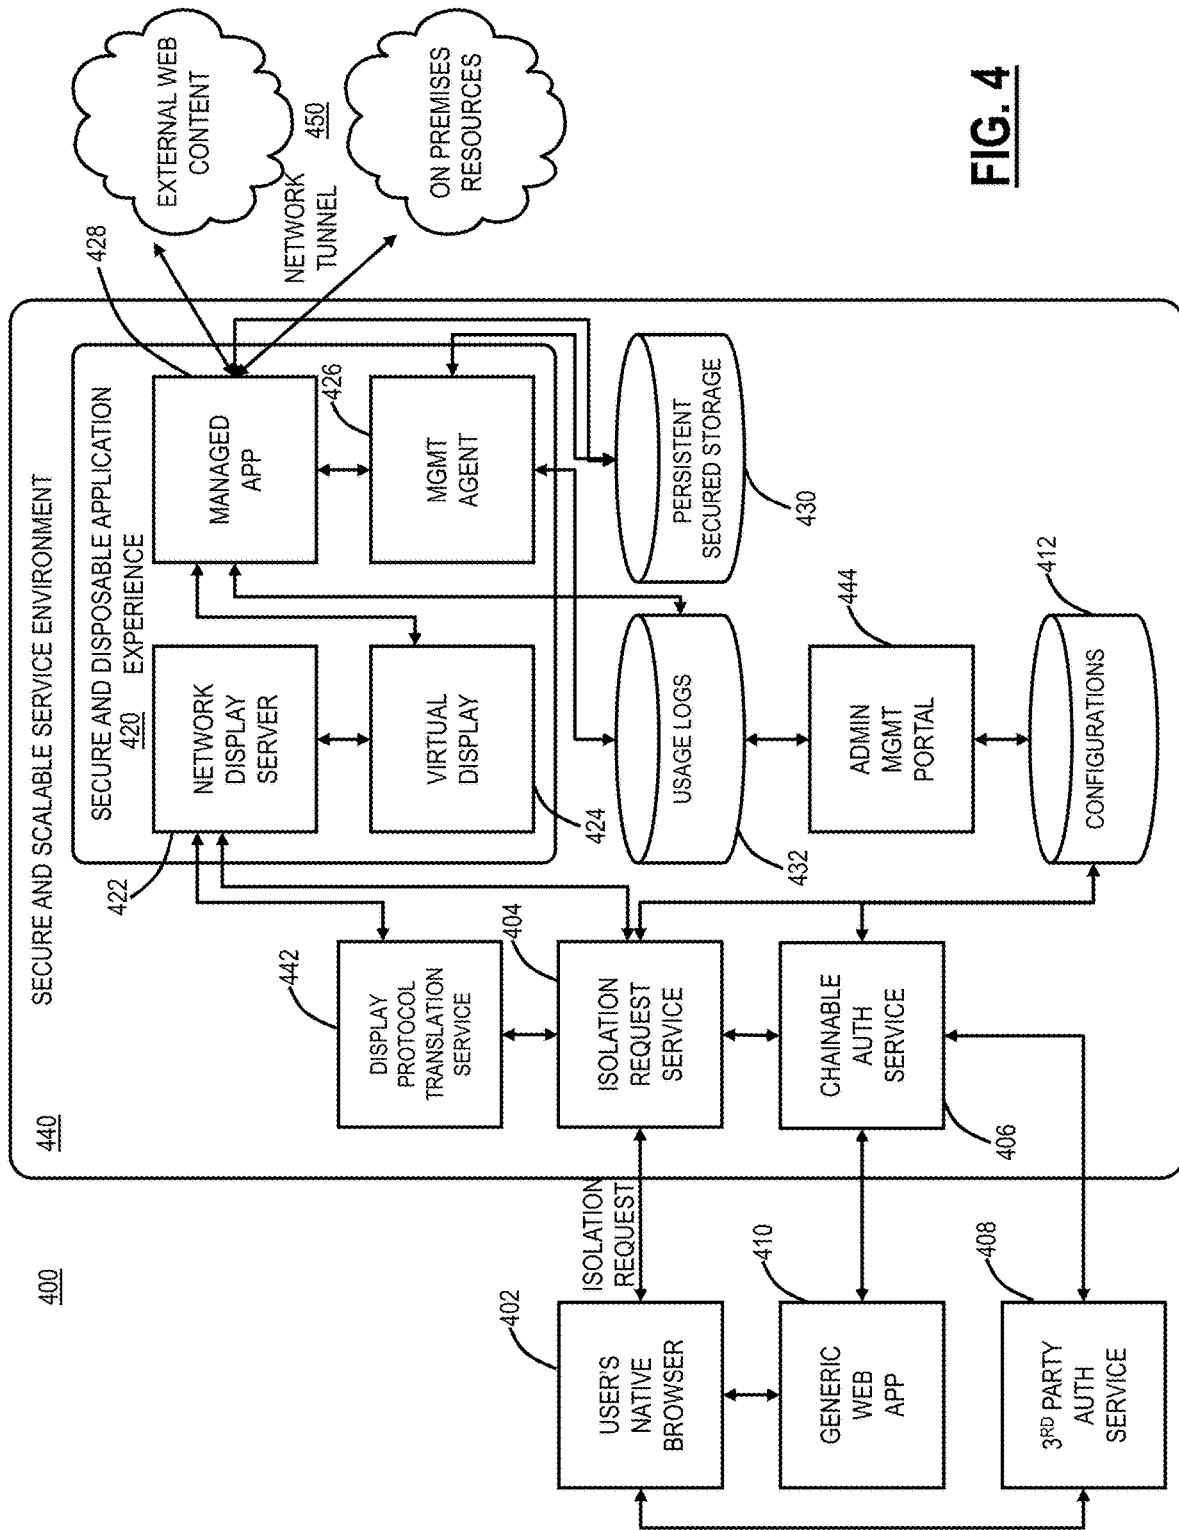 400
440
SECURE AND SCALABLE SERVICE ENVIRONMENT
SECURE AND DISPOSABLE APPLICATION
EXPERIENCE
420
402
USER'S
NATIVE
BROWSER
410
GENERIC
WEB
APP
408
3RD PARTY
AUTH
SERVICE
ISOLATION
REQUEST
442
DISPLAY
PROTOCOL
TRANSLATION
SERVICE
404
ISOLATION
REQUEST
SERVICE
CHAINABLE
AUTH
SERVICE
406
422
NETWORK
DISPLAY
SERVER
VIRTUAL
DISPLAY
424
428
MANAGED
APP
426
MGMT
AGENT
USAGE LOGS
432
PERSISTENT
SECURED STORAGE
430
444
ADMIN
MGMT
PORTAL
412
CONFIGURATIONS
EXTERNAL WEB
CONTENT
NETWORK
TUNNEL
450
ON PREMISES
RESOURCES
FIG. 4